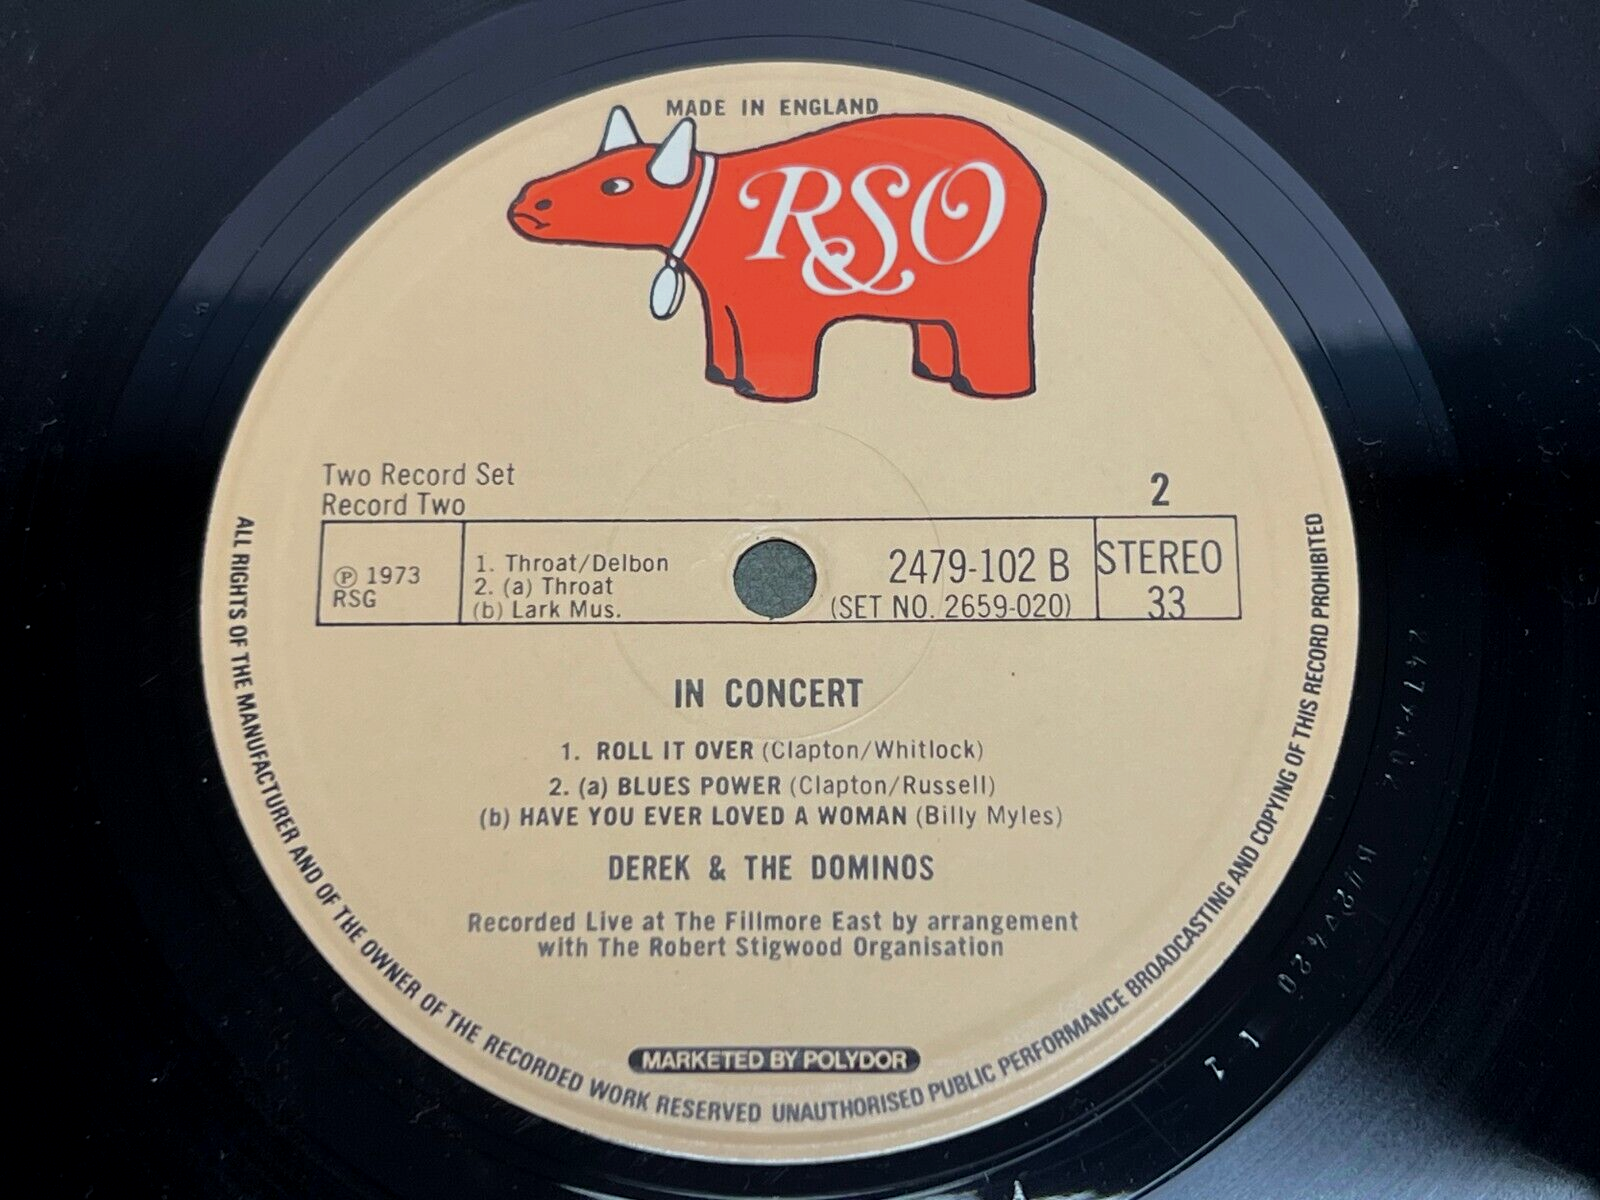 MADE IN ENGLAND
RSO
Two Record Set
Record Two
2
℗ 1973
RSG
1. Throat/Delbon
2. (a) Throat
(b) Lark Mus.
2479-102 B
(SET NO. 2659-020)
STEREO
33
IN CONCERT
1. ROLL IT OVER (Clapton/Whitlock)
2. (a) BLUES POWER (Clapton/Russell)
(b) HAVE YOU EVER LOVED A WOMAN (Billy Myles)
DEREK & THE DOMINOS
Recorded Live at The Fillmore East by arrangement
with The Robert Stigwood Organisation
MARKETED BY POLYDOR
ALL RIGHTS OF THE MANUFACTURER AND OF THE OWNER OF THE RECORDED WORK RESERVED UNAUTHORISED PUBLIC PERFORMANCE BROADCASTING AND COPYING OF THIS RECORD PROHIBITED